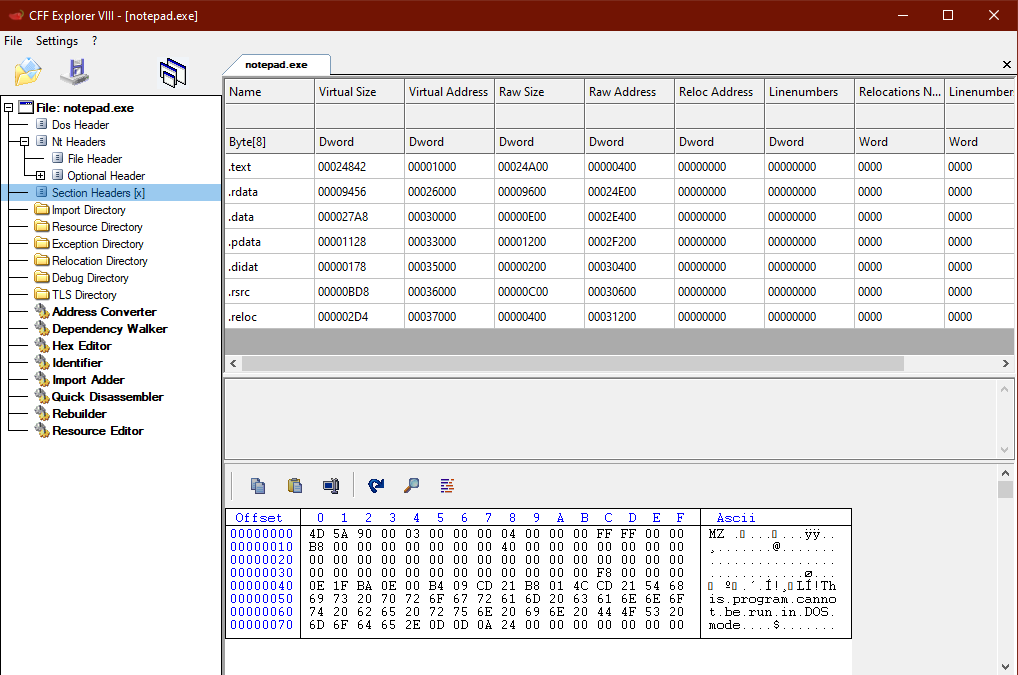 CFF Explorer VIII - [notepad.exe]
File Settings ?
notepad.exe
File: notepad.exe
Dos Header
Nt Headers
File Header
Optional Header
Section Headers [x]
Import Directory
Resource Directory
Exception Directory
Relocation Directory
Debug Directory
TLS Directory
Address Converter
Dependency Walker
Hex Editor
Identifier
Import Adder
Quick Disassembler
Rebuilder
Resource Editor
Name Virtual Size Virtual Address Raw Size Raw Address Reloc Address Linenumbers Relocations N... Linenumber
Byte[8] Dword Dword Dword Dword Dword Dword Word Word
.text 00024842 00001000 00024A00 00000400 00000000 00000000 0000 0000
.rdata 00009456 00026000 00009600 00024E00 00000000 00000000 0000 0000
.data 000027A8 00030000 00000E00 0002E400 00000000 00000000 0000 0000
.pdata 00001128 00033000 00001200 0002F200 00000000 00000000 0000 0000
.didat 00000178 00035000 00000200 00030400 00000000 00000000 0000 0000
.rsrc 00000BD8 00036000 00000C00 00030600 00000000 00000000 0000 0000
.reloc 000002D4 00037000 00000400 00031200 00000000 00000000 0000 0000
Offset 0 1 2 3 4 5 6 7 8 9 A B C D E F Ascii
00000000 4D 5A 90 00 03 00 00 00 04 00 00 00 FF FF 00 00 MZ . ... ...ÿÿ..
00000010 B8 00 00 00 00 00 00 00 40 00 00 00 00 00 00 00 ¸.......@.......
00000020 00 00 00 00 00 00 00 00 00 00 00 00 00 00 00 00 ................
00000030 00 00 00 00 00 00 00 00 00 00 00 00 F8 00 00 00 ............ø...
00000040 0E 1F BA 0E 00 B4 09 CD 21 B8 01 4C CD 21 54 68 º .´.Í!¸ LÍ!Th
00000050 69 73 20 70 72 6F 67 72 61 6D 20 63 61 6E 6E 6F is.program.canno
00000060 74 20 62 65 20 72 75 6E 20 69 6E 20 44 4F 53 20 t.be.run.in.DOS.
00000070 6D 6F 64 65 2E 0D 0D 0A 24 00 00 00 00 00 00 00 mode....$.......